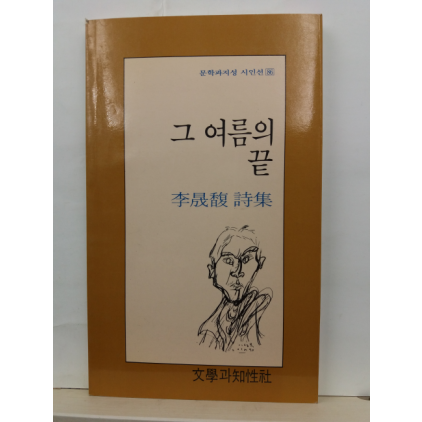 문학과지성 시인선 86
그 여름의
끝
李晟馥 詩集
文學과知性社